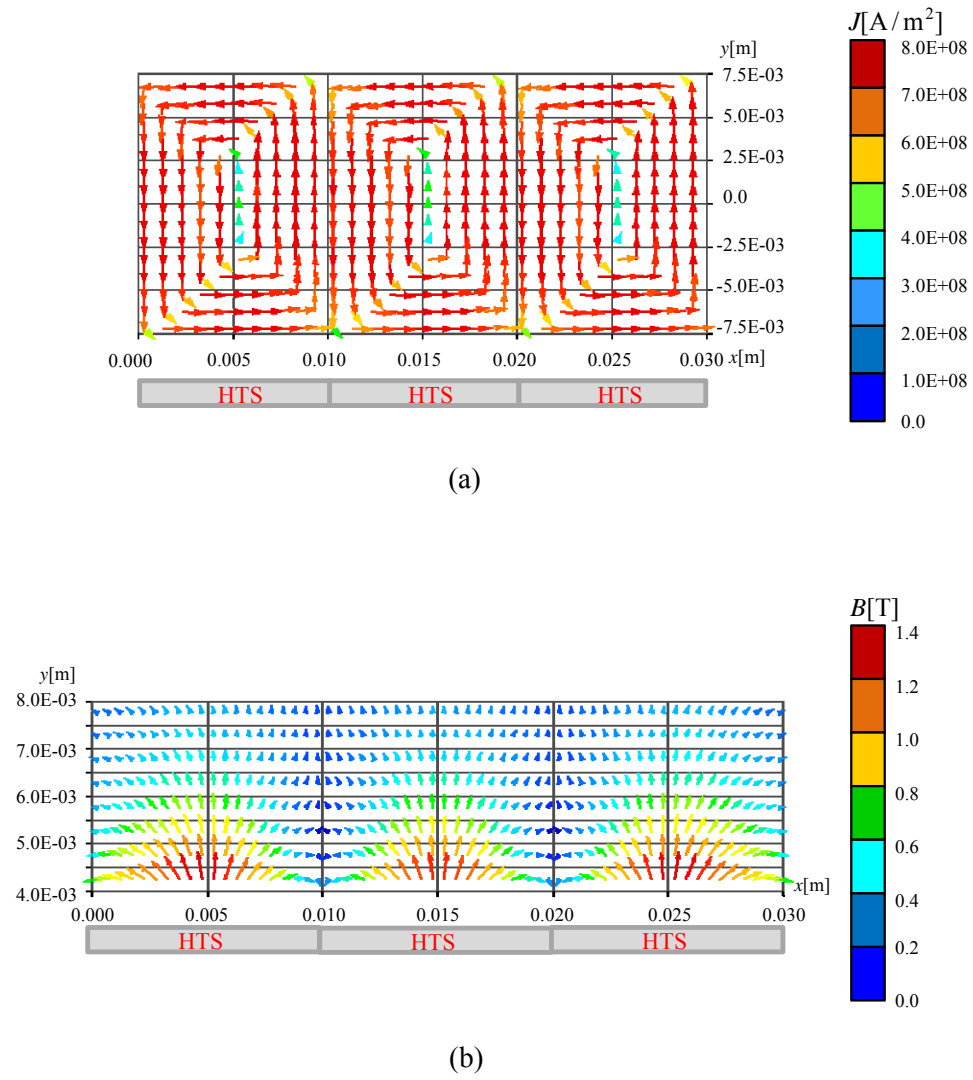 J[A / m²]
y[m]
8.0E+08
7.5E-03
7.0E+08
5.0E-03
6.0E+08
2.5E-03
5.0E+08
0.0
4.0E+08
-2.5E-03
3.0E+08
-5.0E-03
2.0E+08
-7.5E-03
0.000 0.005 0.010 0.015 0.020 0.025 0.030 x[m]
1.0E+08
HTS HTS HTS
0.0
(a)
B[T]
1.4
y[m]
8.0E-03
1.2
7.0E-03
1.0
6.0E-03
0.8
5.0E-03
0.6
4.0E-03
x[m]
0.000 0.005 0.010 0.015 0.020 0.025 0.030
0.4
HTS HTS HTS
0.2
0.0
(b)